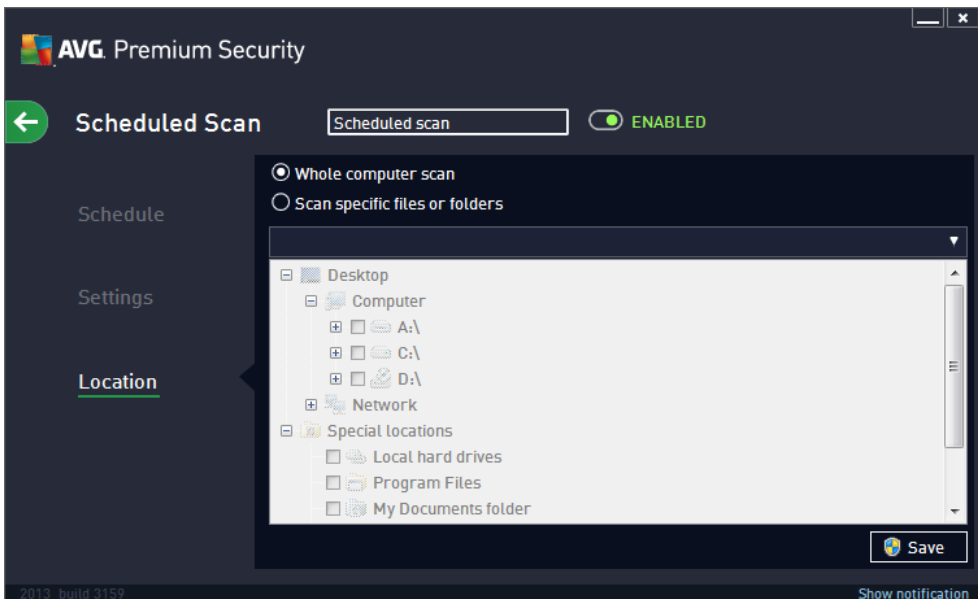 AVG. Premium Security
Scheduled Scan
Scheduled scan
ENABLED
Schedule
Settings
Location
Whole computer scan
Scan specific files or folders
Desktop
Computer
A:\
C:\
D:\
Network
Special locations
Local hard drives
Program Files
My Documents folder
Save
2013 build 3159
Show notification